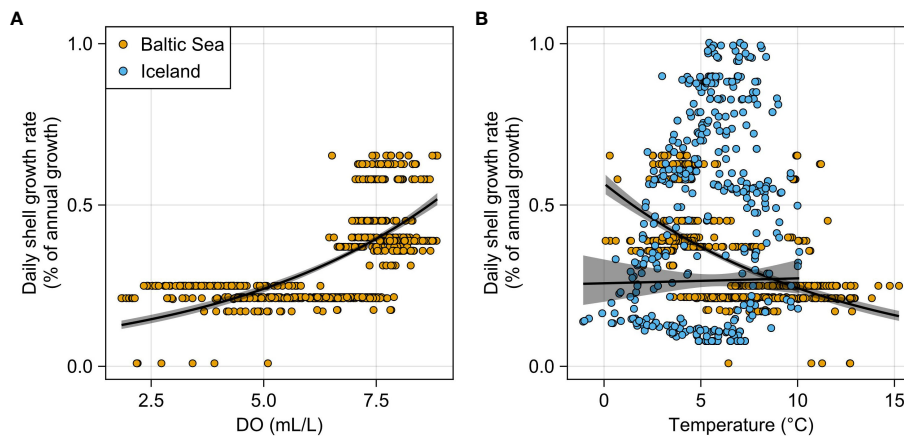 A
B
Baltic Sea
Iceland
Daily shell growth rate
(% of annual growth)
1.0
0.5
0.0
2.5 5.0 7.5
DO (mL/L)
Daily shell growth rate
(% of annual growth)
1.0
0.5
0.0
0 5 10 15
Temperature (°C)